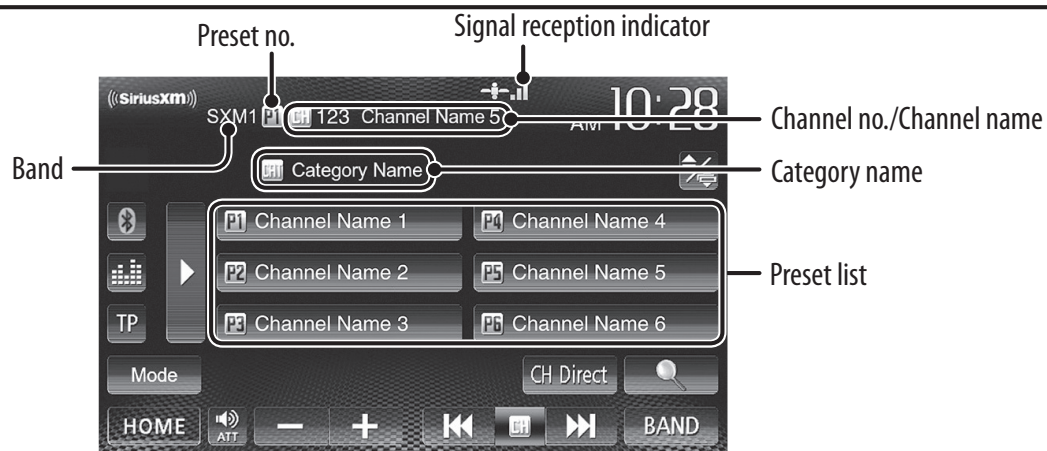 Preset no.
Signal reception indicator
((SiriusXM))
SXM1 P1 CH 123 Channel Name 5
AM 10:28
Channel no./Channel name
Band
CAT Category Name
Category name
P1 Channel Name 1
P4 Channel Name 4
P2 Channel Name 2
P5 Channel Name 5
Preset list
TP
P3 Channel Name 3
P6 Channel Name 6
Mode
CH Direct
HOME
ATT
CH
BAND